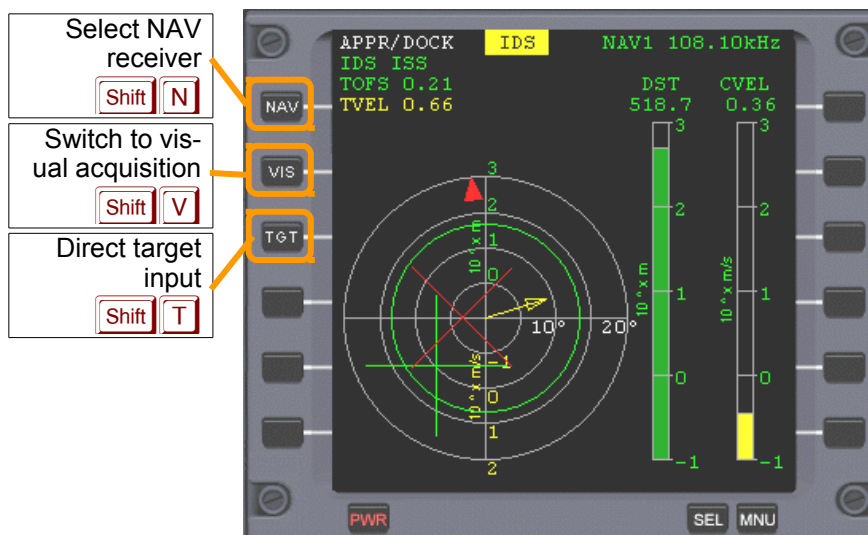 Select NAV
receiver
Shift N
Switch to vis-
ual acquisition
Shift V
Direct target
input
Shift T
NAV
VIS
TGT
APPR/DOCK IDS NAV1 108.10kHz
IDS ISS
TOFS 0.21
TVEL 0.66
DST CVEL
518.7 0.36
3
2
1
0
10^x m
10° 20°
-1
0
1
2
10^x m/s
3
2
1
0
-1
10^x m
3
2
1
0
-1
10^x m/s
PWR
SEL MNU